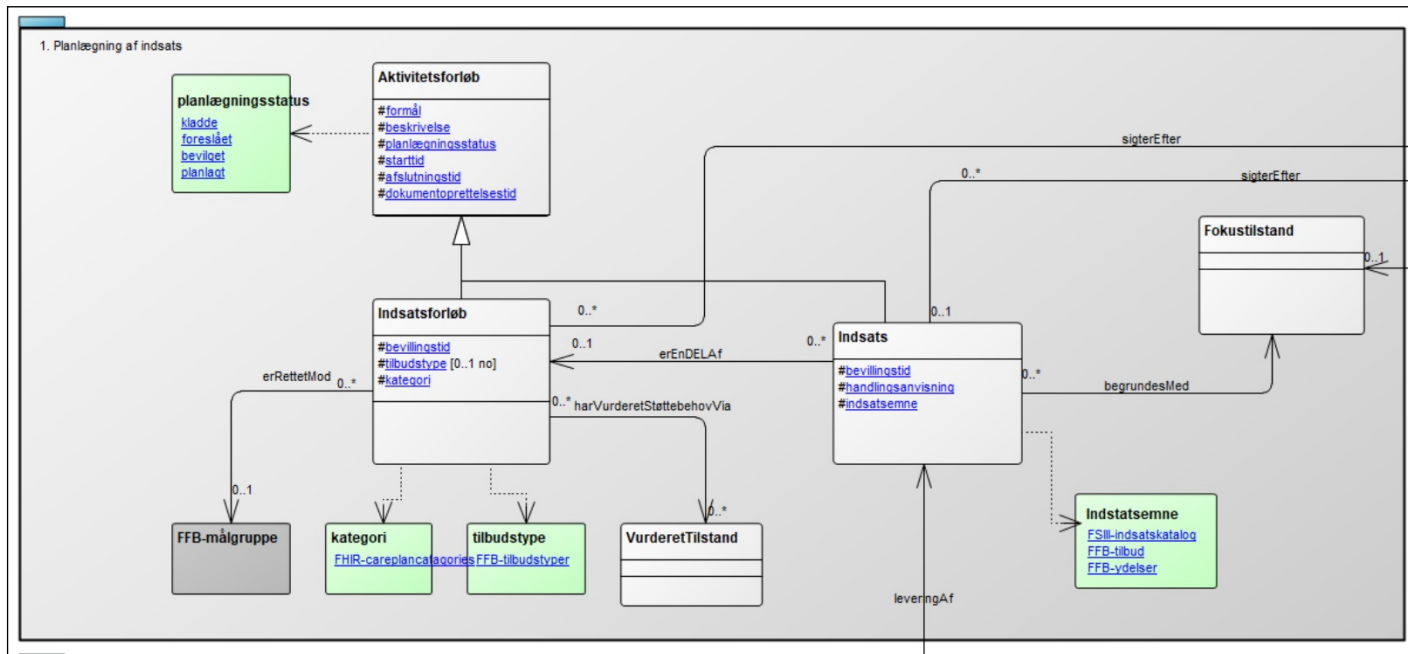 1. Planlægning af indsats
planlægningsstatus
kladde
foreslået
bevilget
planlagt
Aktivitetsforløb
#formål
#beskrivelse
#planlægningsstatus
#starttid
#afslutningstid
#dokumentoprettelsestid
sigterEfter
0..*
sigterEfter
Fokustilstand
0..1
Indsatsforløb
#bevillingstid
#tilbudstype [0..1 no]
#kategori
0..*
0..1
erEnDELAf
0..*
0..1
Indsats
#bevillingstid
#handlingsanvisning
#indsatsemne
0..*
begrundesMed
erRettetMod
0..*
0..*
harVurderetStøttebehovVia
0..1
0..*
FFB-målgruppe
kategori
FHIR-careplancatagories
tilbudstype
FFB-tilbudstyper
VurderetTilstand
Indstatsemne
FSIII-indsatskatalog
FFB-tilbud
FFB-ydelser
leveringAf